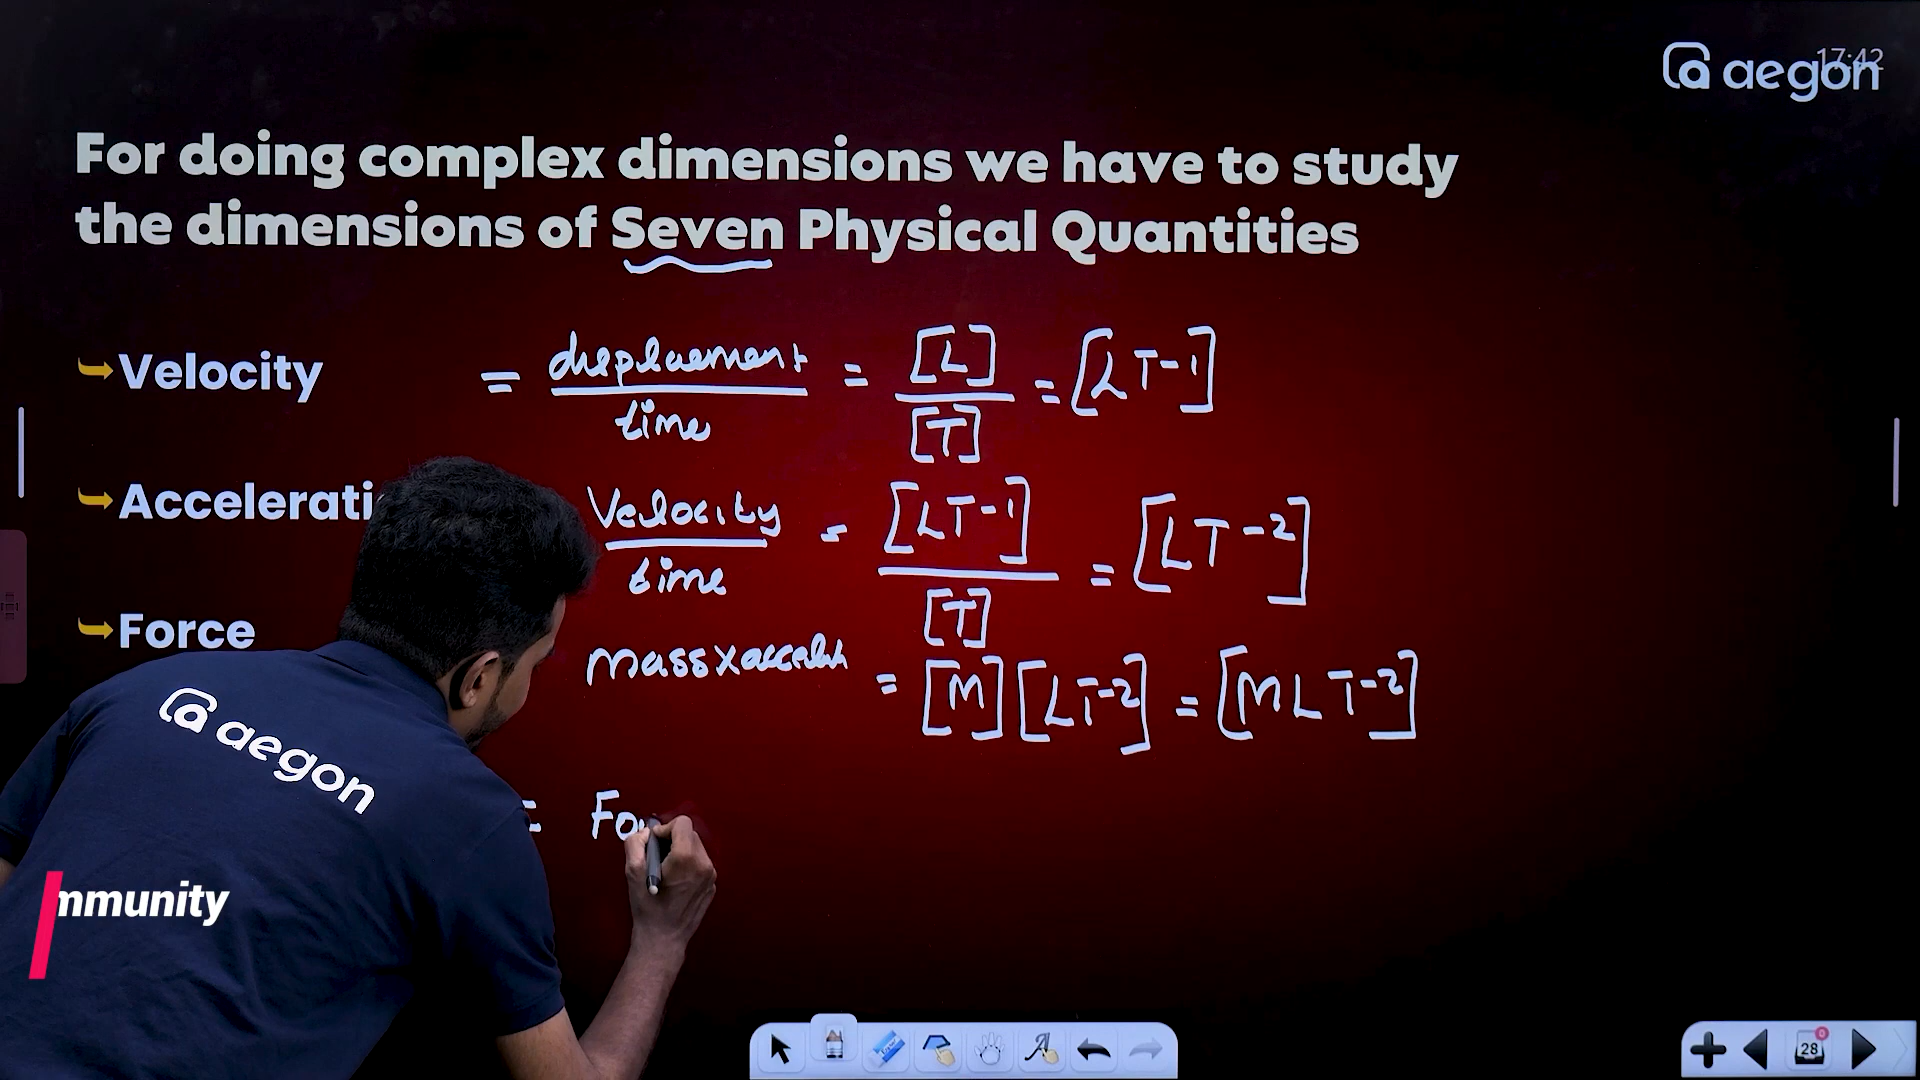 17:42
aegon
For doing complex dimensions we have to study
the dimensions of Seven Physical Quantities
Velocity = displacement / time = [L] / [T] = [LT-1]
Accelerati Velocity / time = [LT-1] / [T] = [LT-2]
Force mass x = [M] [LT-2] = [MLT-2]
= Fo
aegon
mmunity
28